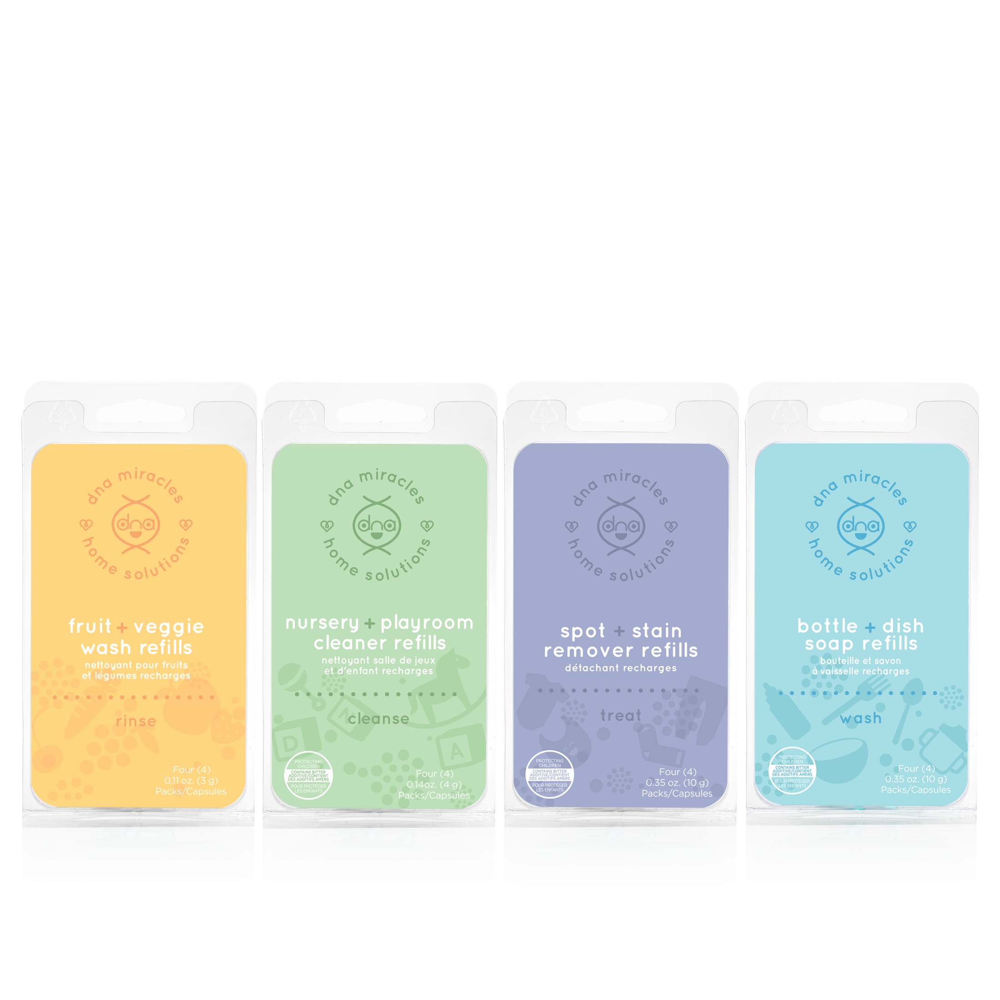 dna miracles
dna
home solutions
fruit + veggie
wash refills
nettoyant pour fruits
et légumes recharges
rinse
Four (4)
0.11 oz. (3 g)
Packs/Capsules
dna miracles
dna
home solutions
nursery + playroom
cleaner refills
nettoyant salle de jeux
et d'enfant recharges
cleanse
D
N
A
PROTECTING
CHILDREN
CONTAINS BITTER
ADDITIVE/CONTIENT
DES ADDITIFS AMERS
POUR PROTÉGER
LES ENFANTS
Four (4)
0.14oz. (4 g)
Packs/Capsules
dna miracles
dna
home solutions
spot + stain
remover refills
détachant recharges
treat
PROTECTING
CHILDREN
CONTAINS BITTER
ADDITIVE/CONTIENT
DES ADDITIFS AMERS
POUR PROTÉGER
LES ENFANTS
Four (4)
0.35 oz. (10 g)
Packs/Capsules
dna miracles
dna
home solutions
bottle + dish
soap refills
bouteille et savon
à vaisselle recharges
wash
PROTECTING
CHILDREN
CONTAINS BITTER
ADDITIVE/CONTIENT
DES ADDITIFS AMERS
POUR PROTÉGER
LES ENFANTS
Four (4)
0.35 oz. (10 g)
Packs/Capsules